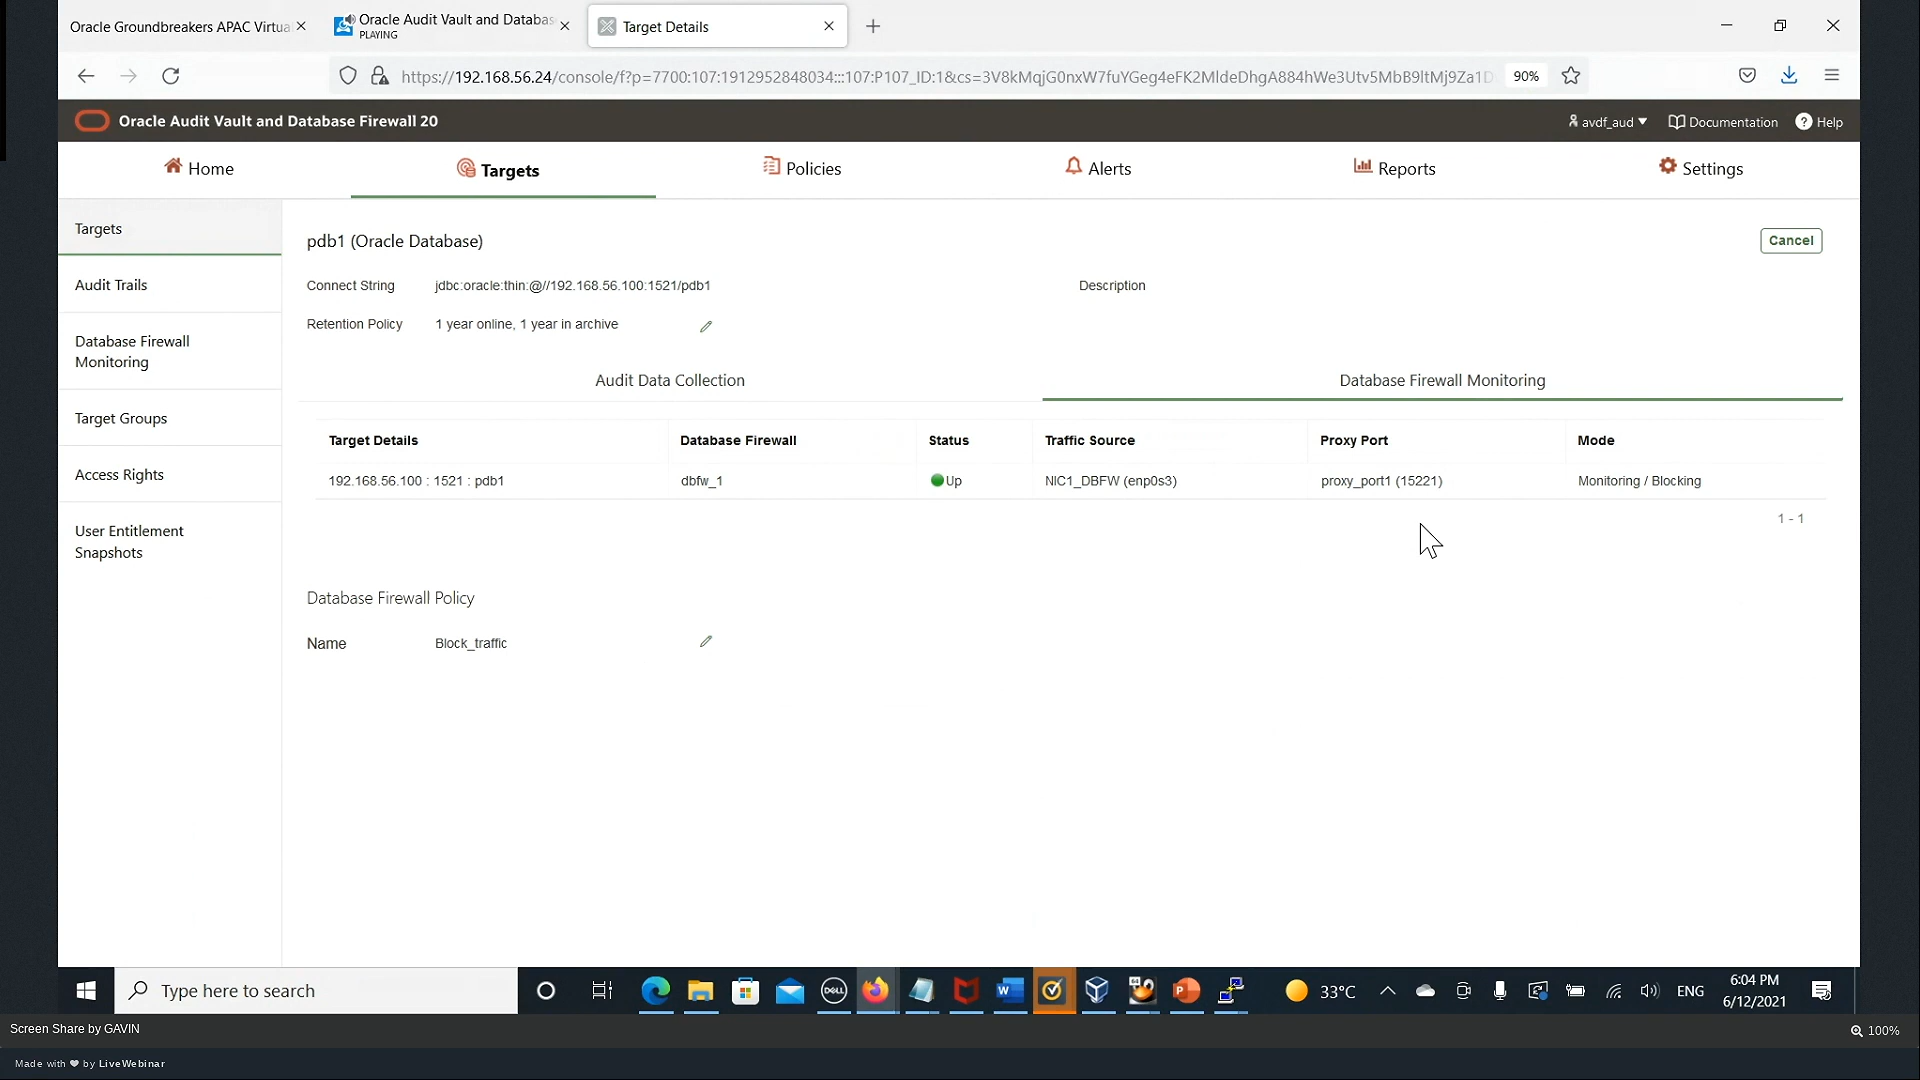 Oracle Groundbreakers APAC Virtua
Oracle Audit Vault and Databas
PLAYING
Target Details
https://192.168.56.24/console/f?p=7700:107:1912952848034:::107:P107_ID:1&cs=3V8kMqjG0nxW7fuYGeg4eFK2MldeDhgA884hWe3Utv5MbB9ltMj9Za1D
90%
Oracle Audit Vault and Database Firewall 20
avdf_aud
Documentation
? Help
Home
Targets
Policies
Alerts
Reports
Settings
Targets
Audit Trails
Database Firewall
Monitoring
Target Groups
Access Rights
User Entitlement
Snapshots
pdb1 (Oracle Database)
Cancel
Connect String jdbc:oracle:thin:@//192.168.56.100:1521/pdb1 Description
Retention Policy 1 year online, 1 year in archive
Audit Data Collection Database Firewall Monitoring
Target Details Database Firewall Status Traffic Source Proxy Port Mode
192.168.56.100 : 1521 : pdb1 dbfw_1 Up NIC1_DBFW (enp0s3) proxy_port1 (15221) Monitoring / Blocking
1 - 1
Database Firewall Policy
Name Block_traffic
Type here to search
DELL
33°C
ENG
6:04 PM
6/12/2021
Screen Share by GAVIN
100%
Made with ❤ by LiveWebinar